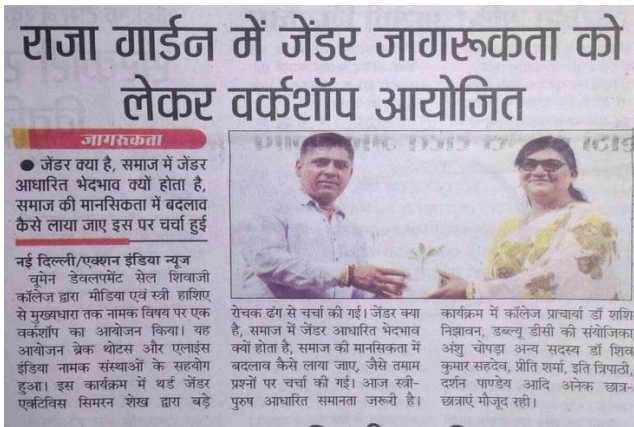 राजा गार्डन में जेंडर जागरूकता को
लेकर वर्कशॉप आयोजित
जागरूकता
● जेंडर क्या है, समाज में जेंडर
आधारित भेदभाव क्यों होता है,
समाज की मानसिकता में बदलाव
कैसे लाया जाए इस पर चर्चा हुई
नई दिल्ली/एक्शन इंडिया न्यूज
वूमेन डेवलपमेंट सेल शिवाजी
कॉलेज द्वारा मीडिया एवं स्त्री हाशिए
से मुख्यधारा तक नामक विषय पर एक
वर्कशॉप का आयोजन किया। यह
आयोजन ब्रेक थोटस और एलाइंस
इंडिया नामक संस्थाओं के सहयोग
हुआ। इस कार्यक्रम में थर्ड जेंडर
एक्टिविस सिमरन शेख द्वारा बड़े
रोचक ढंग से चर्चा की गई। जेंडर क्या
है, समाज में जेंडर आधारित भेदभाव
क्यों होता है, समाज की मानसिकता में
बदलाव कैसे लाया जाए, जैसे तमाम
प्रश्नों पर चर्चा की गई। आज स्त्री-
पुरुष आधारित समानता जरूरी है।
कार्यक्रम में कॉलेज प्राचार्या डॉ शशि
निझावन, डब्ल्यू डीसी की संयोजिका
अंशु चोपड़ा अन्य सदस्य डॉ शिव
कुमार सहदेव, प्रीति शर्मा, इति त्रिपाठी,
दर्शन पाण्डेय आदि अनेक छात्र-
छात्राएं मौजूद रही।